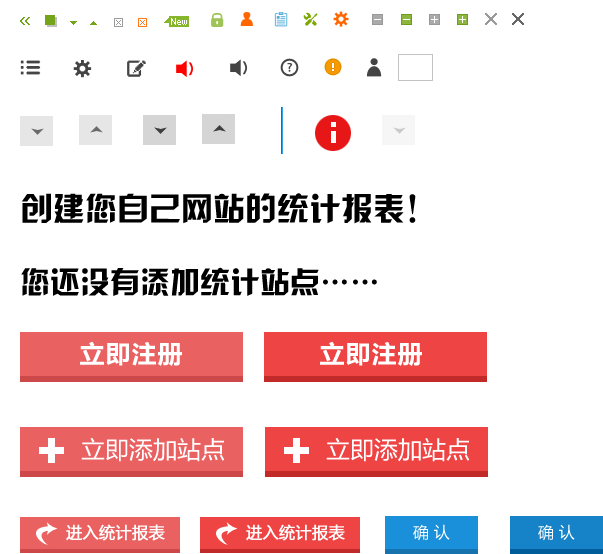 New
创建您自己网站的统计报表！
您还没有添加统计站点……
立即注册 立即注册
立即添加站点 立即添加站点
进入统计报表 进入统计报表 确 认 确 认